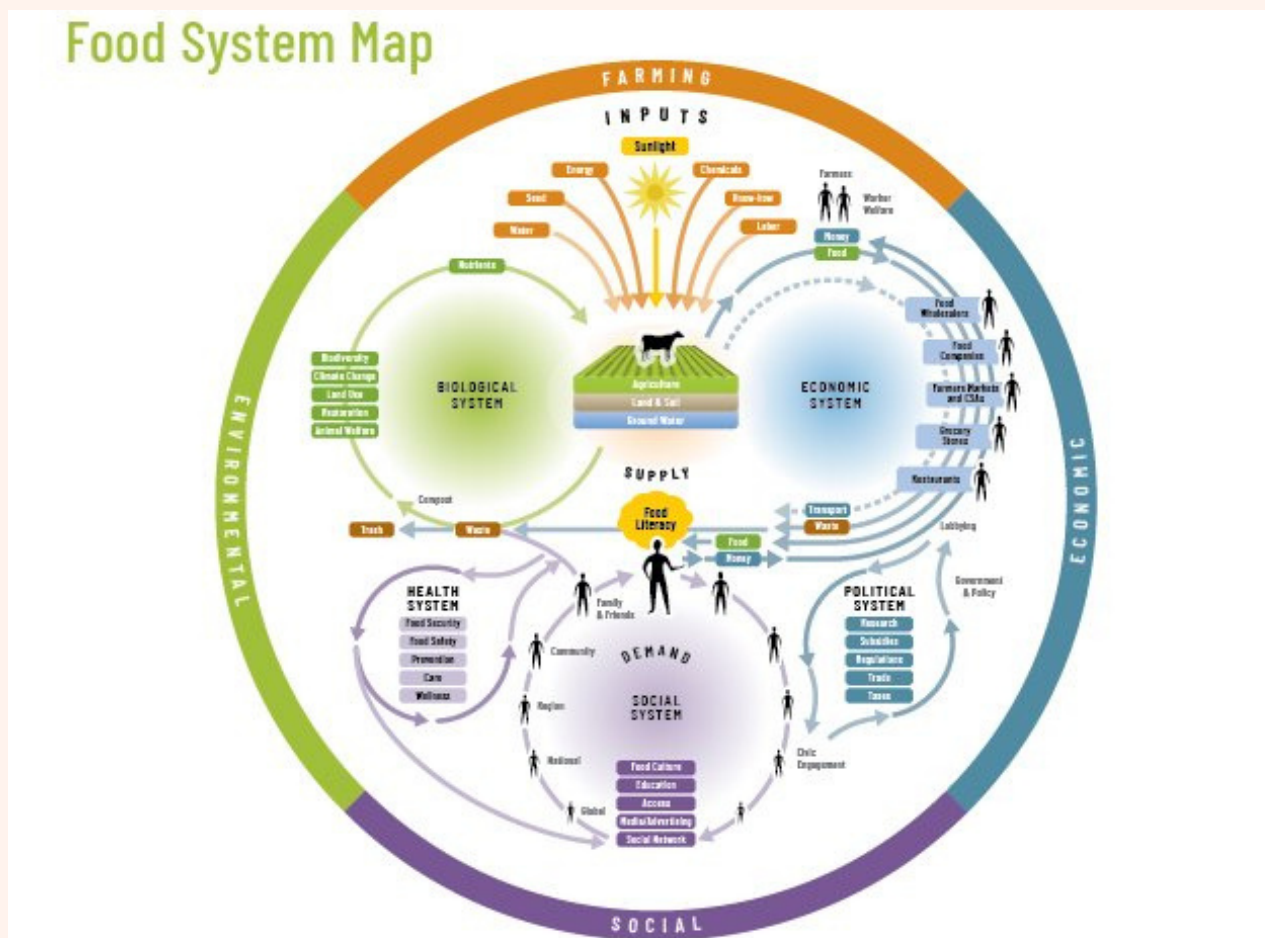 Food System Map
FARMING
INPUTS
Sunlight
Energy
Chemicals
Seed
Know-how
Water
Labor
Farmers
Worker
Welfare
Money
Food
Nutrients
Food
Wholesalers
Food
Companies
Farmers Markets
and CSAs
Grocery
Stores
Restaurants
Biodiversity
Climate Change
Land Use
Restoration
Animal Welfare
BIOLOGICAL
SYSTEM
Agriculture
Land & Soil
Ground Water
ECONOMIC
SYSTEM
ENVIRONMENTAL
ECONOMIC
SUPPLY
Compost
Trash
Waste
Food
Literacy
Transport
Waste
Food
Money
Lobbying
HEALTH
SYSTEM
Food Security
Food Safety
Prevention
Care
Wellness
Family
& Friends
Community
Region
National
Global
DEMAND
SOCIAL
SYSTEM
Food Culture
Education
Access
Media/Advertising
Social Network
POLITICAL
SYSTEM
Research
Subsidies
Regulations
Trade
Taxes
Government
& Policy
Civic
Engagement
SOCIAL